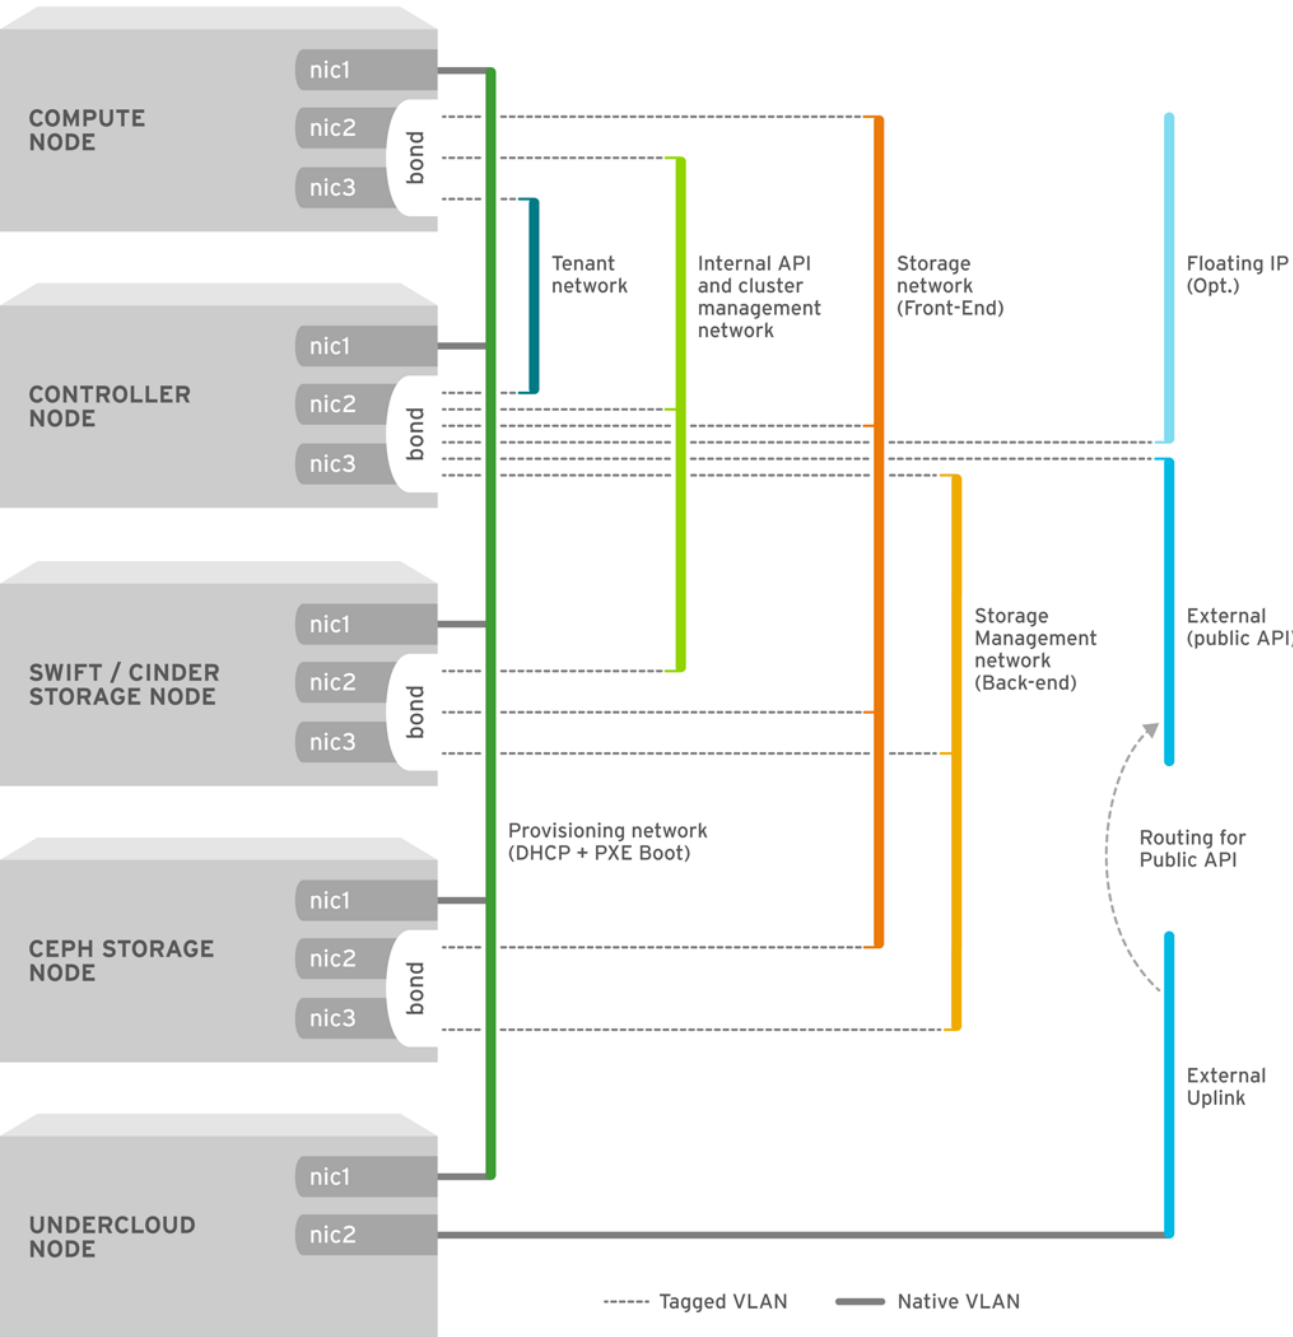 nic1
COMPUTE
NODE
nic2
nic3
bond
Tenant
network
Internal API
and cluster
management
network
Storage
network
(Front-End)
Floating IP
(Opt.)
nic1
CONTROLLER
NODE
nic2
nic3
bond
nic1
SWIFT / CINDER
STORAGE NODE
nic2
nic3
bond
Storage
Management
network
(Back-end)
External
(public API)
Provisioning network
(DHCP + PXE Boot)
Routing for
Public API
nic1
CEPH STORAGE
NODE
nic2
nic3
bond
External
Uplink
nic1
UNDERCLOUD
NODE
nic2
Tagged VLAN
Native VLAN